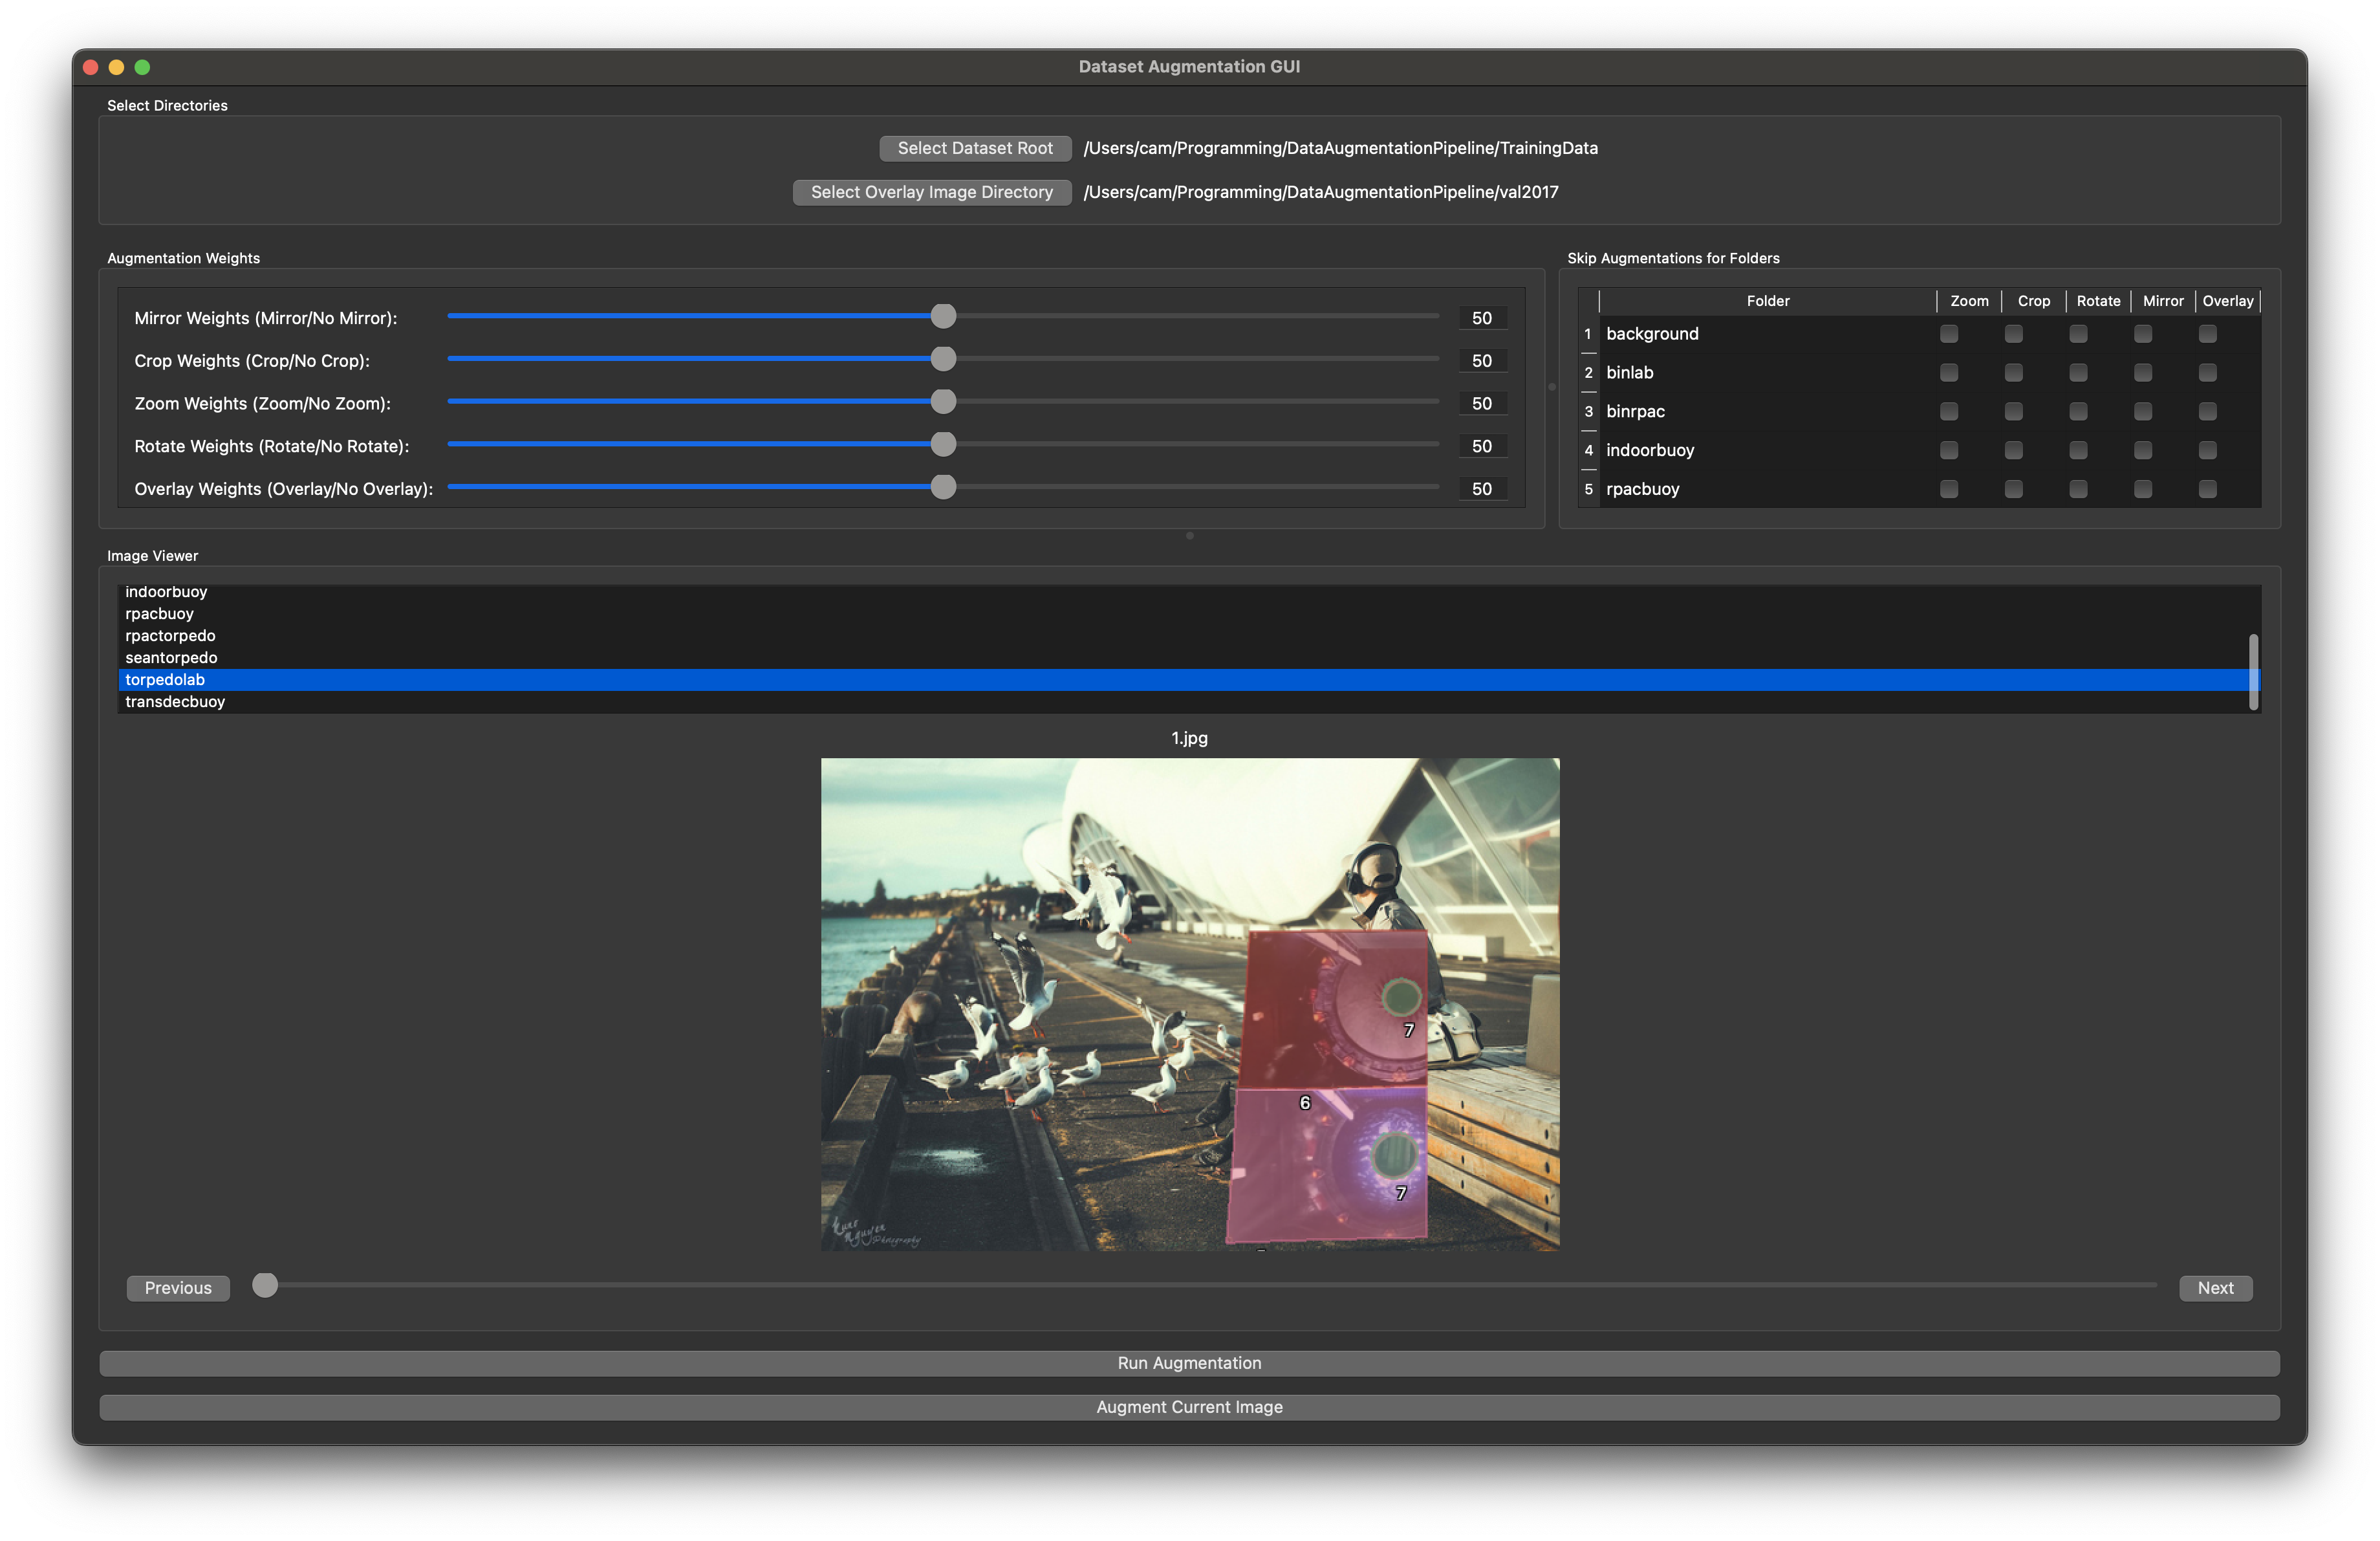 Dataset Augmentation GUI
Select Directories
Select Dataset Root /Users/cam/Programming/DataAugmentationPipeline/TrainingData
Select Overlay Image Directory /Users/cam/Programming/DataAugmentationPipeline/val2017
Augmentation Weights
Mirror Weights (Mirror/No Mirror): 50
Crop Weights (Crop/No Crop): 50
Zoom Weights (Zoom/No Zoom): 50
Rotate Weights (Rotate/No Rotate): 50
Overlay Weights (Overlay/No Overlay): 50
Skip Augmentations for Folders
Folder Zoom Crop Rotate Mirror Overlay
1 background
2 binlab
3 binrpac
4 indoorbuoy
5 rpacbuoy
Image Viewer
indoorbuoy
rpacbuoy
rpactorpedo
seantorpedo
torpedolab
transdecbuoy
1.jpg
7
6
7
Nguyen
Photography
Previous Next
Run Augmentation
Augment Current Image